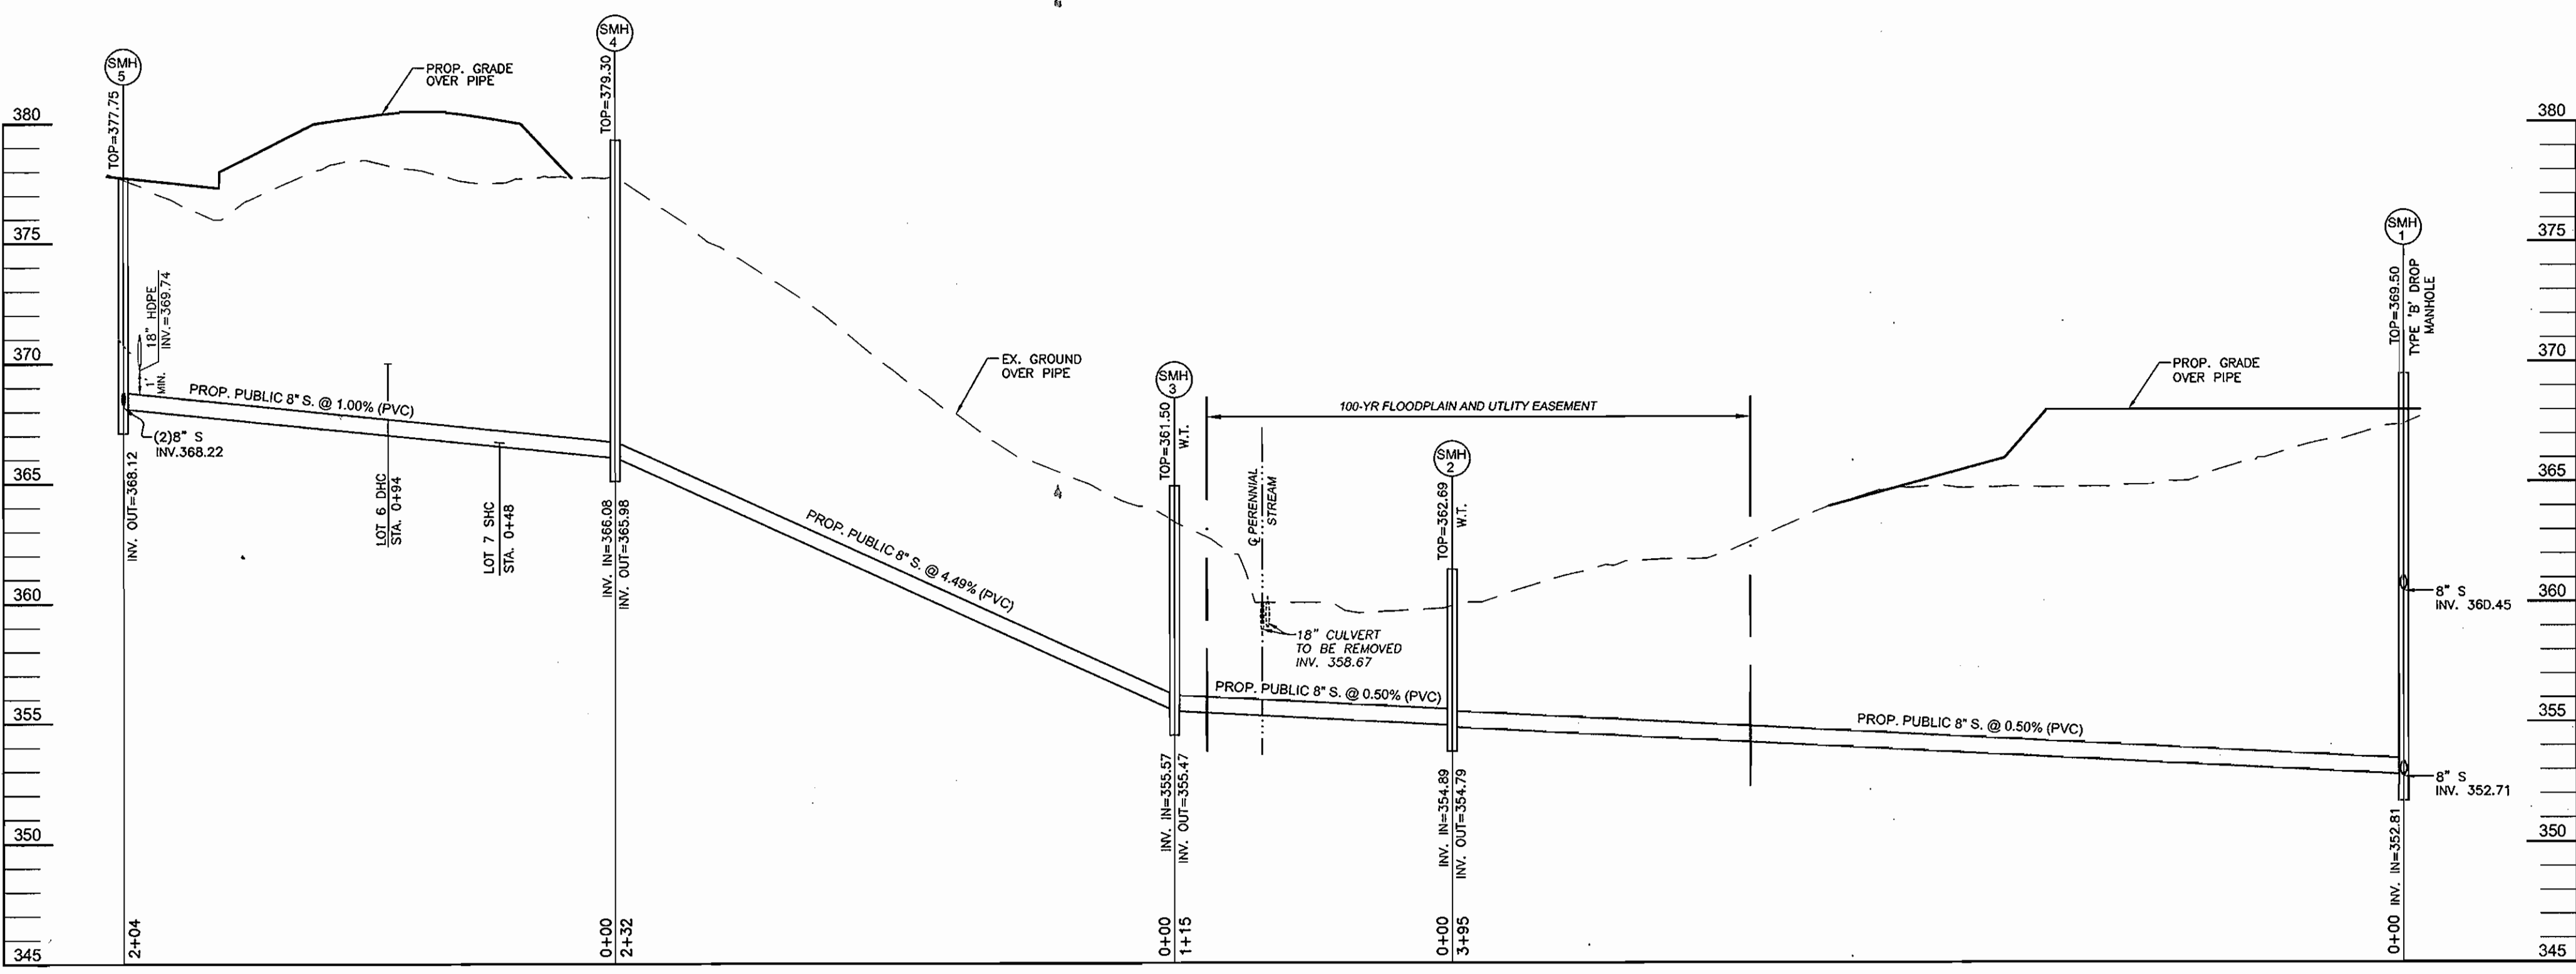 SMH
5
TOP=377.75
PROP. GRADE
OVER PIPE
SMH
4
TOP=379.30
380
375
370
365
360
355
350
345
18" HDPE
INV.=369.74
1'
MIN.
PROP. PUBLIC 8" S. @ 1.00% (PVC)
(2)8" S
INV.368.22
INV. OUT=368.12
LOT 6 DHC
STA. 0+94
LOT 7 SHC
STA. 0+48
INV. IN=366.08
INV. OUT=365.98
PROP. PUBLIC 8" S. @ 4.49% (PVC)
EX. GROUND
OVER PIPE
SMH
3
TOP=361.50
W.T.
100-YR FLOODPLAIN AND UTLITY EASEMENT
℄ PERENNIAL
STREAM
18" CULVERT
TO BE REMOVED
INV. 358.67
SMH
2
TOP=362.69
W.T.
PROP. PUBLIC 8" S. @ 0.50% (PVC)
PROP. PUBLIC 8" S. @ 0.50% (PVC)
INV. IN=355.57
INV. OUT=355.47
INV. IN=354.89
INV. OUT=354.79
PROP. GRADE
OVER PIPE
SMH
1
TOP=369.50
TYPE 'B' DROP
MANHOLE
8" S
INV. 360.45
8" S
INV. 352.71
INV. IN=352.81
2+04
0+00
2+32
0+00
1+15
0+00
3+95
0+00
380
375
370
365
360
355
350
345